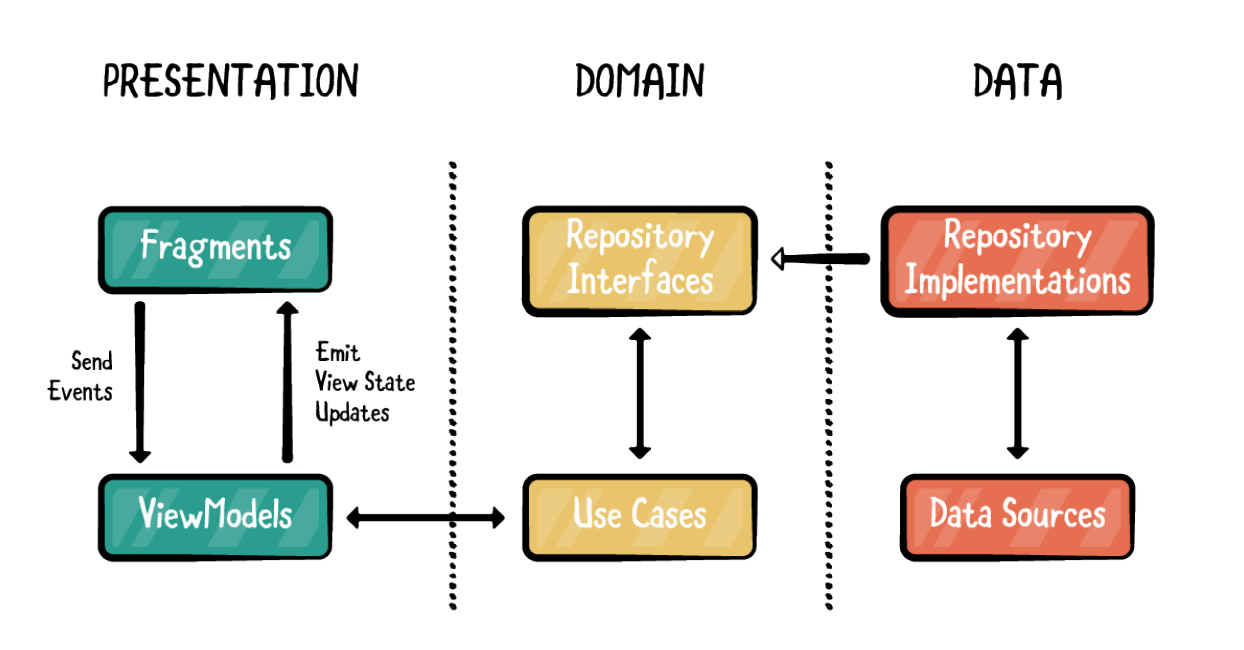 PRESENTATION
DOMAIN
DATA
Fragments
Repository
Interfaces
Repository
Implementations
Send
Events
Emit
View State
Updates
ViewModels
Use Cases
Data Sources